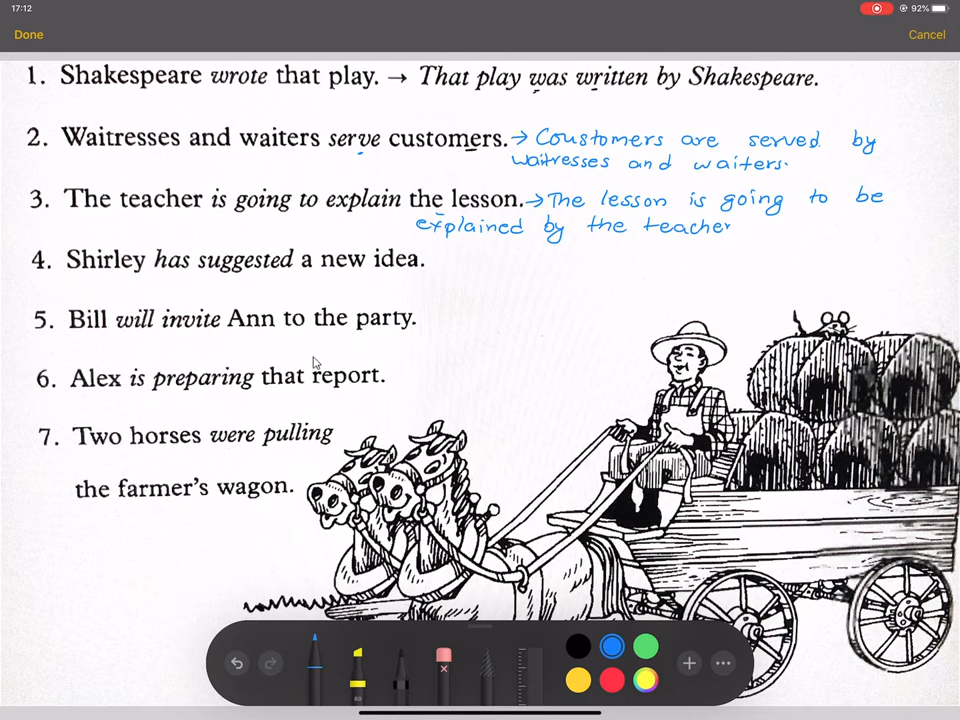 17:12
92%
Done
Cancel
1. Shakespeare wrote that play. → That play was written by Shakespeare.
2. Waitresses and waiters serve customers. → Coustomers are served by
waitresses and waiters.
3. The teacher is going to explain the lesson. → The lesson is going to be
explained by the teacher
4. Shirley has suggested a new idea.
5. Bill will invite Ann to the party.
6. Alex is preparing that report.
7. Two horses were pulling
the farmer's wagon.
60